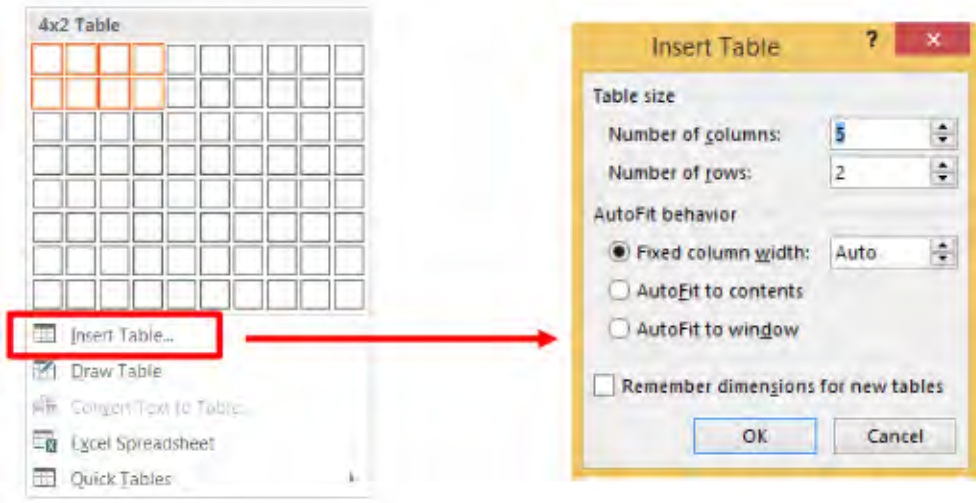 4x2 Table
Insert Table...
Draw Table
Convert Text to Table...
Excel Spreadsheet
Quick Tables
Insert Table
?
×
Table size
Number of columns:
5
Number of rows:
2
AutoFit behavior
Fixed column width:
Auto
AutoFit to contents
AutoFit to window
Remember dimensions for new tables
OK
Cancel